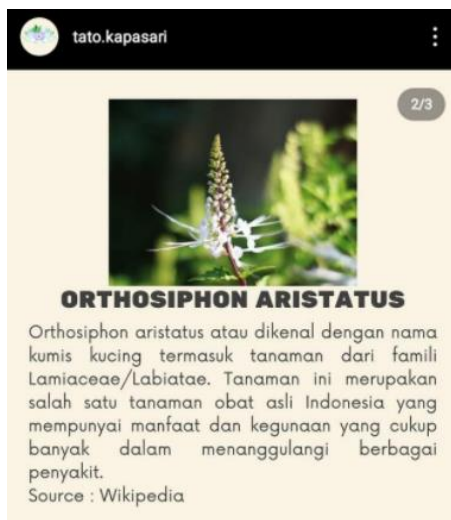 tato.kapasari
2/3
ORTHOSIPHON ARISTATUS
Orthosiphon aristatus atau dikenal dengan nama
kumis kucing termasuk tanaman dari famili
Lamiaceae/Labiatae. Tanaman ini merupakan
salah satu tanaman obat asli Indonesia yang
mempunyai manfaat dan kegunaan yang cukup
banyak dalam menanggulangi berbagai
penyakit.
Source : Wikipedia